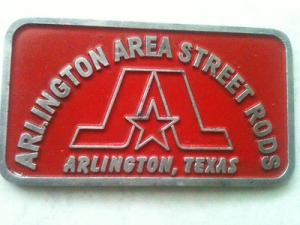 ARLINGTON AREA STREET RODS
A
ARLINGTON, TEXAS